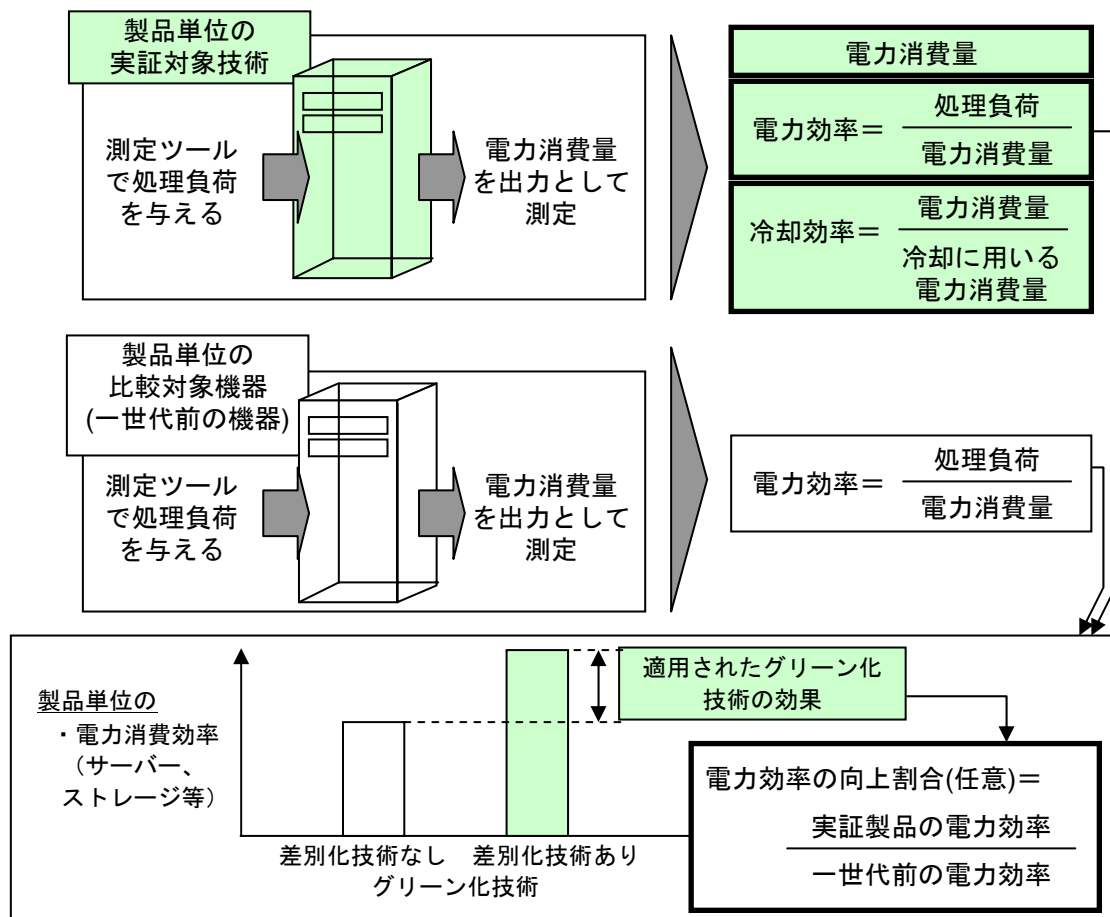 製品単位の
実証対象技術
測定ツール
で処理負荷
を与える
電力消費量
を出力として
測定
電力消費量
電力効率＝
処理負荷
電力消費量
冷却効率＝
電力消費量
冷却に用いる
電力消費量
製品単位の
比較対象機器
(一世代前の機器)
測定ツール
で処理負荷
を与える
電力消費量
を出力として
測定
電力効率＝
処理負荷
電力消費量
製品単位の
・電力消費効率
（サーバー、
ストレージ等）
適用されたグリーン化
技術の効果
差別化技術なし 差別化技術あり
グリーン化技術
電力効率の向上割合(任意)＝
実証製品の電力効率
一世代前の電力効率